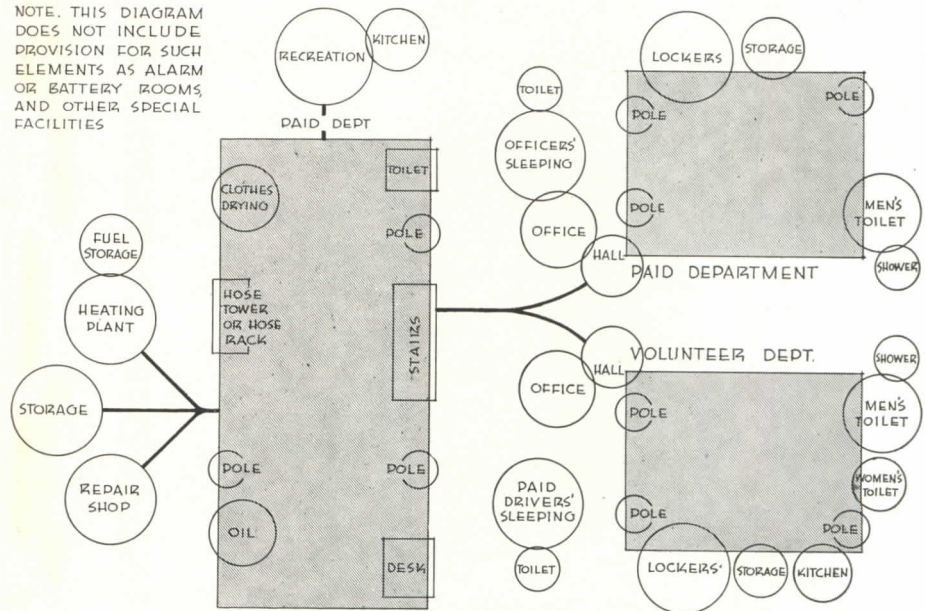 NOTE. THIS DIAGRAM
DOES NOT INCLUDE
PROVISION FOR SUCH
ELEMENTS AS ALARM
OR BATTERY ROOMS,
AND OTHER SPECIAL
FACILITIES
RECREATION
KITCHEN
PAID DEPT
CLOTHES
DRYING
TOILET
POLE
FUEL
STORAGE
HEATING
PLANT
HOSE
TOWER
OR HOSE
RACK
STAIRS
STORAGE
REPAIR
SHOP
POLE
POLE
OIL
DESK
LOCKERS
STORAGE
TOILET
POLE
POLE
OFFICERS'
SLEEPING
POLE
MEN'S
TOILET
OFFICE
HALL
SHOWER
PAID DEPARTMENT
VOLUNTEER DEPT.
HALL
SHOWER
OFFICE
POLE
MEN'S
TOILET
WOMEN'S
TOILET
PAID
DRIVERS'
SLEEPING
POLE
POLE
TOILET
LOCKERS'
STORAGE
KITCHEN